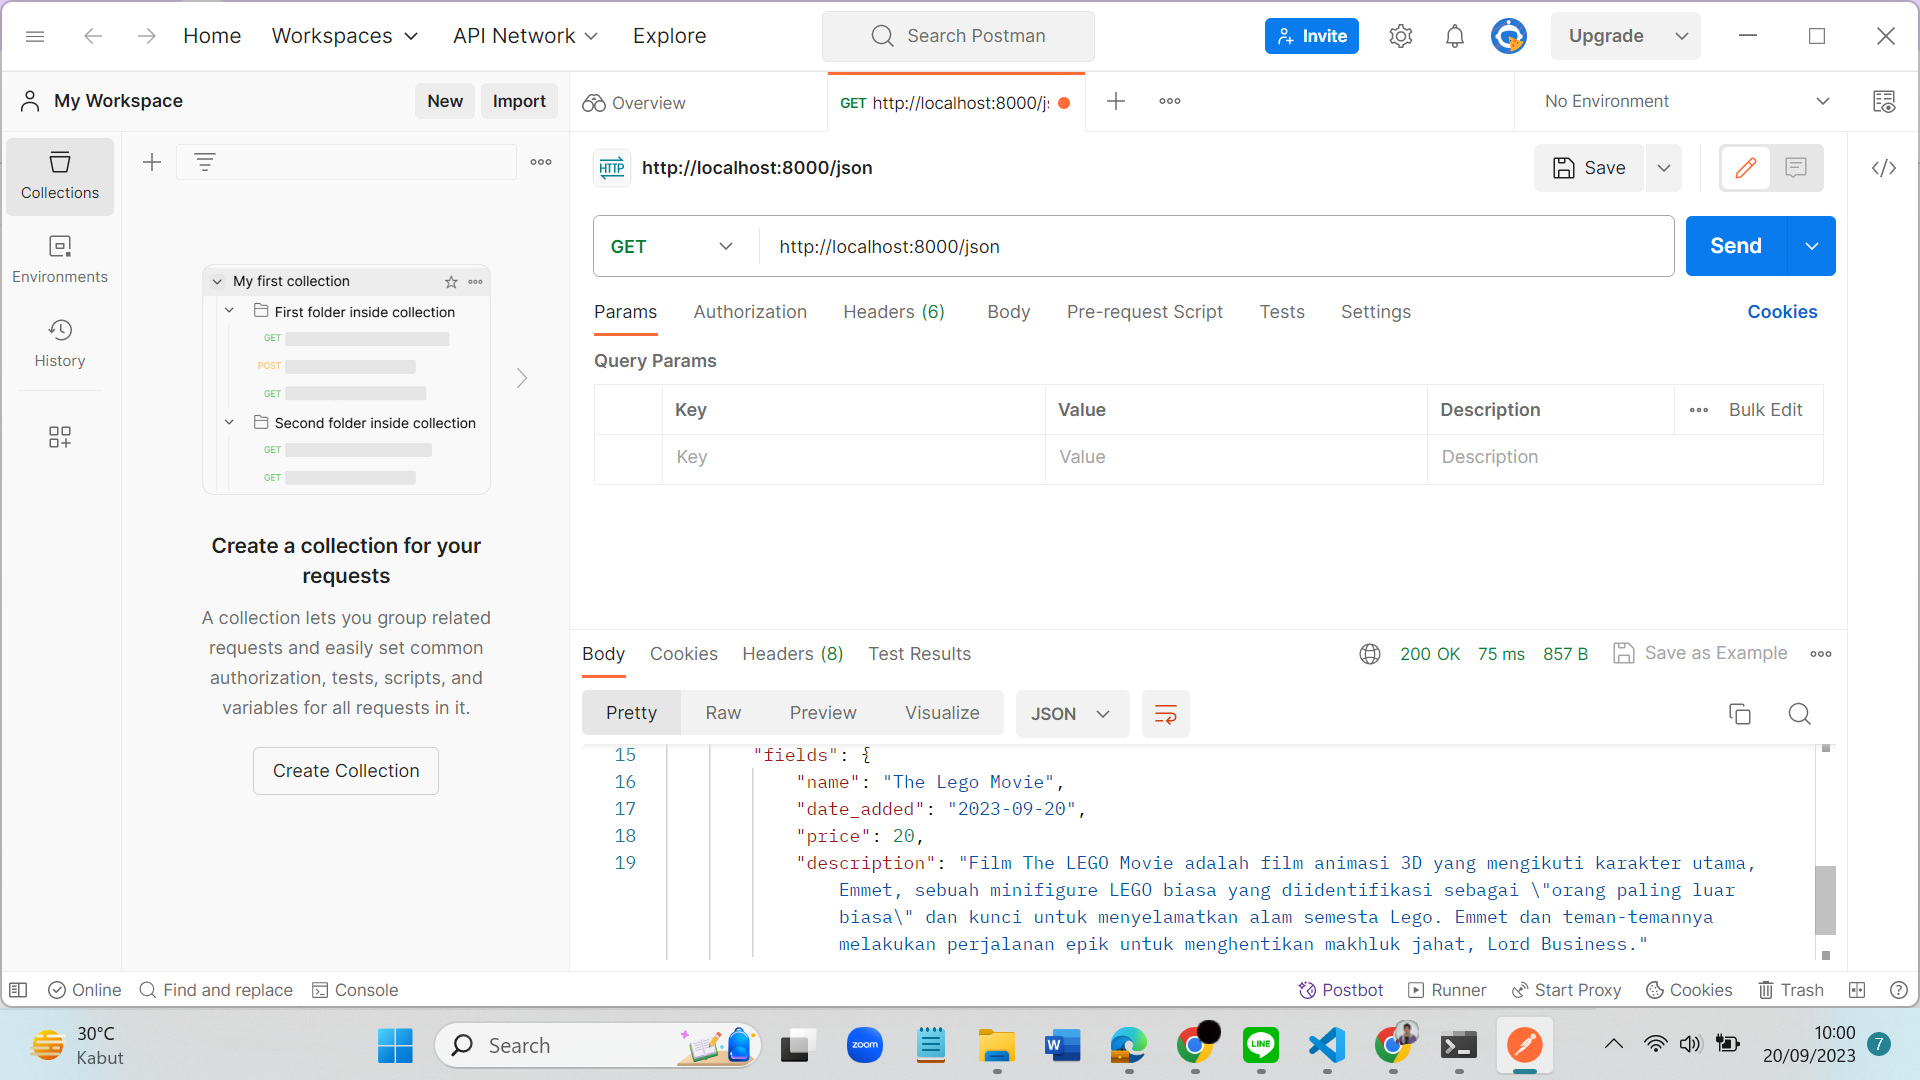 Home Workspaces API Network Explore Search Postman Invite Upgrade
My Workspace New Import Overview GET http://localhost:8000/js No Environment
Collections
Environments
History
My first collection
First folder inside collection
GET
POST
GET
Second folder inside collection
GET
GET
Create a collection for your
requests
A collection lets you group related
requests and easily set common
authorization, tests, scripts, and
variables for all requests in it.
Create Collection
HTTP http://localhost:8000/json Save
GET http://localhost:8000/json Send
Params Authorization Headers (6) Body Pre-request Script Tests Settings Cookies
Query Params
Key Value Description Bulk Edit
Key Value Description
Body Cookies Headers (8) Test Results 200 OK 75 ms 857 B Save as Example
Pretty Raw Preview Visualize JSON
15 "fields": {
16 "name": "The Lego Movie",
17 "date_added": "2023-09-20",
18 "price": 20,
19 "description": "Film The LEGO Movie adalah film animasi 3D yang mengikuti karakter utama,
Emmet, sebuah minifigure LEGO biasa yang diidentifikasi sebagai \"orang paling luar
biasa\" dan kunci untuk menyelamatkan alam semesta Lego. Emmet dan teman-temannya
melakukan perjalanan epik untuk menghentikan makhluk jahat, Lord Business."
Online Find and replace Console Postbot Runner Start Proxy Cookies Trash
30°C
Kabut
Search
zoom
W
LINE
10:00
20/09/2023
7